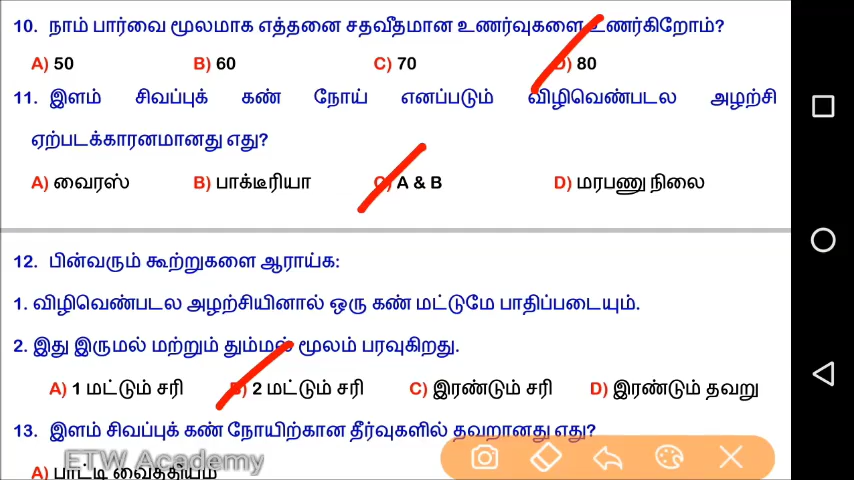 10. நாம் பார்வை மூலமாக எத்தனை சதவீதமான உணர்வுகளை உணர்கிறோம்?
A) 50 B) 60 C) 70 D) 80
11. இளம் சிவப்புக் கண் நோய் எனப்படும் விழிவெண்படல அழற்சி
ஏற்படக்காரனமானது எது?
A) வைரஸ் B) பாக்டீரியா C) A & B D) மரபணு நிலை
12. பின்வரும் கூற்றுகளை ஆராய்க:
1. விழிவெண்படல அழற்சியினால் ஒரு கண் மட்டுமே பாதிப்படையும்.
2. இது இருமல் மற்றும் தும்மல் மூலம் பரவுகிறது.
A) 1 மட்டும் சரி B) 2 மட்டும் சரி C) இரண்டும் சரி D) இரண்டும் தவறு
13. இளம் சிவப்புக் கண் நோயிற்கான தீர்வுகளில் தவறானது எது?
A) பாட்டி வைத்தியம்
ETW Academy